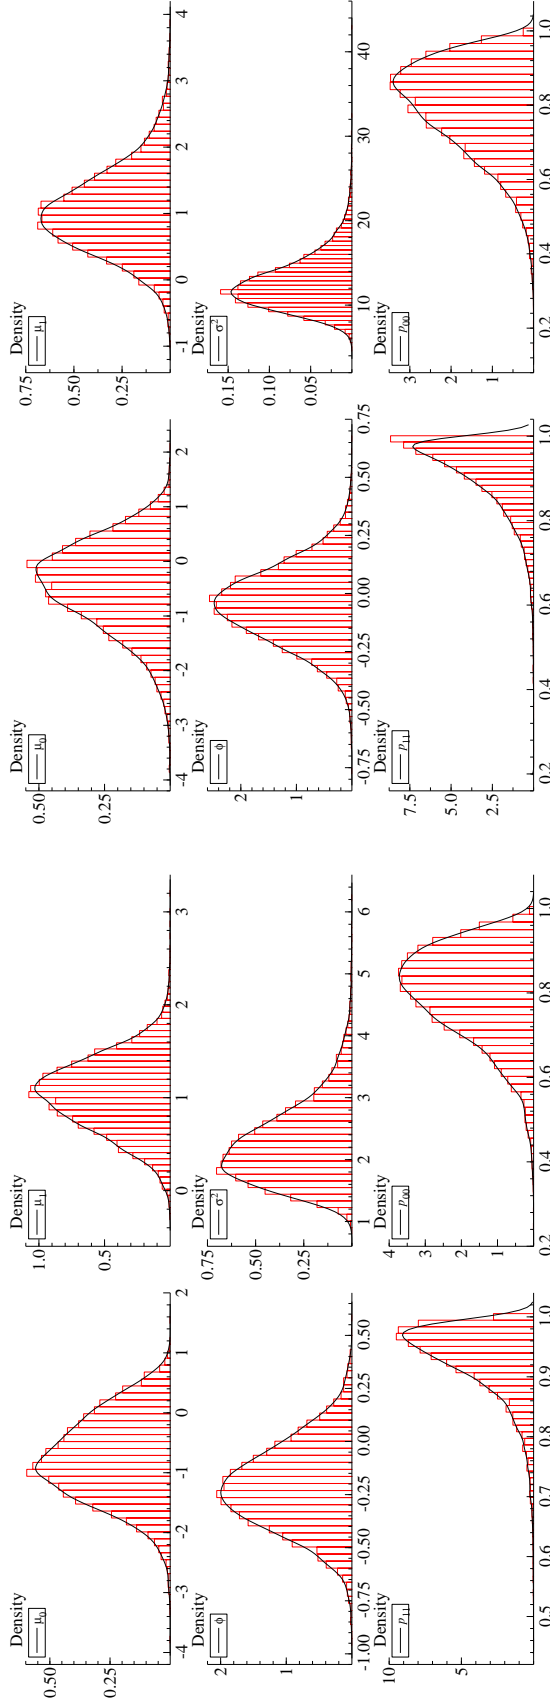 Density
μ₀
0.50
0.25
-4 -3 -2 -1 0 1 2
Density
μ₁
1.0
0.5
0 1 2 3
Density
μ₀
0.50
0.25
-4 -3 -2 -1 0 1 2
Density
μ₁
0.75
0.50
0.25
-1 0 1 2 3 4
Density
φ
2
1
-1.00 -0.75 -0.50 -0.25 0.00 0.25 0.50
Density
σ²
0.75
0.50
0.25
1 2 3 4 5 6
Density
φ
2
1
-0.75 -0.50 -0.25 0.00 0.25 0.50 0.75
Density
σ²
0.15
0.10
0.05
10 20 30 40
Density
p₁₁
10
5
0.5 0.6 0.7 0.8 0.9 1.0
Density
p₀₀
4
3
2
1
0.2 0.4 0.6 0.8 1.0
Density
p₁₁
7.5
5.0
2.5
0.2 0.4 0.6 0.8 1.0
Density
p₀₀
3
2
1
0.2 0.4 0.6 0.8 1.0